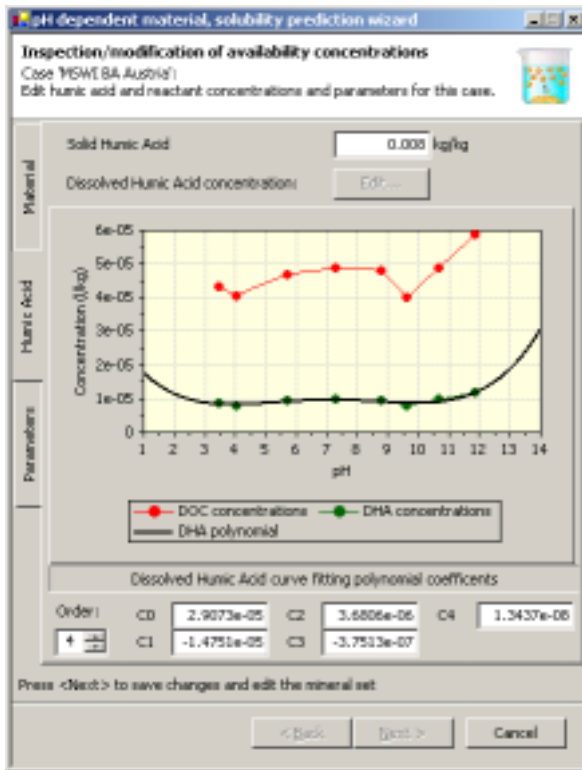 pH dependent material, solubility prediction wizard
Inspection/modification of availability concentrations
Case 'MSWI BA Austria':
Edit humic acid and reactant concentrations and parameters for this case.
Material
Humic Acid
Parameters
Solid Humic Acid 0.008 kg/kg
Dissolved Humic Acid concentration: Edit...
Concentration (l/kg)
6e-05
5e-05
4e-05
3e-05
2e-05
1e-05
0
1 2 3 4 5 6 7 8 9 10 11 12 13 14
pH
DOC concentrations DHA concentrations
DHA polynomial
Dissolved Humic Acid curve fitting polynomial coefficents
Order: C0 2.9073e-05 C2 3.6806e-06 C4 1.3437e-08
4 C1 -1.4751e-05 C3 -3.7513e-07
Press <Next> to save changes and edit the mineral set
< Back Next > Cancel